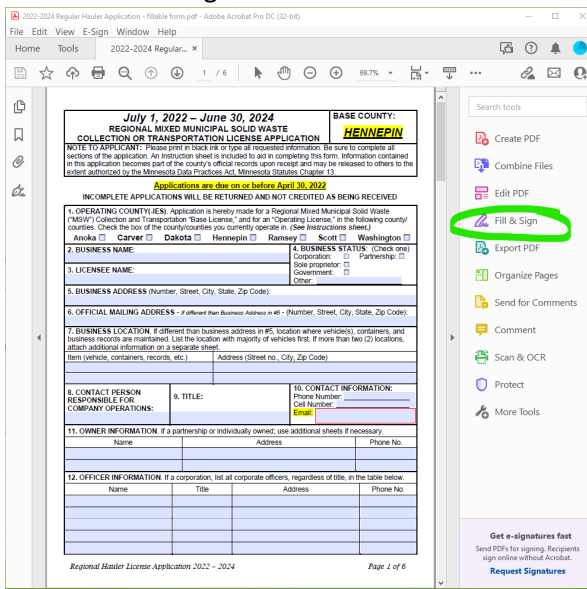 2022-2024 Regular Hauler Application - fillable form.pdf - Adobe Acrobat Pro DC (32-bit)
File Edit View E-Sign Window Help
Home Tools 2022-2024 Regular... ×
1 / 6 69.7%
July 1, 2022 – June 30, 2024
REGIONAL MIXED MUNICIPAL SOLID WASTE
COLLECTION OR TRANSPORTATION LICENSE APPLICATION
BASE COUNTY:
HENNEPIN
NOTE TO APPLICANT: Please print in black ink or type all requested information. Be sure to complete all
sections of the application. An Instruction sheet is included to aid in completing this form. Information contained
in this application becomes part of the county's official records upon receipt and may be released to others to the
extent authorized by the Minnesota Data Practices Act, Minnesota Statutes Chapter 13.
Applications are due on or before April 30, 2022
INCOMPLETE APPLICATIONS WILL BE RETURNED AND NOT CREDITED AS BEING RECEIVED
1. OPERATING COUNTY(-IES). Application is hereby made for a Regional Mixed Municipal Solid Waste
("MSW") Collection and Transportation "Base License," and for an "Operating License," in the following county/
counties. Check the box of the county/counties you currently operate in. (See Instructions sheet.)
Anoka Carver Dakota Hennepin Ramsey Scott Washington
2. BUSINESS NAME:
4. BUSINESS STATUS: (Check one)
Corporation: Partnership:
Sole proprietor:
Government:
Other:
3. LICENSEE NAME:
5. BUSINESS ADDRESS (Number, Street, City, State, Zip Code):
6. OFFICIAL MAILING ADDRESS - If different than Business Address in #5 - (Number, Street, City, State, Zip Code):
7. BUSINESS LOCATION. If different than business address in #5, location where vehicle(s), containers, and
business records are maintained. List the location with majority of vehicles first. If more than two (2) locations,
attach additional information on a separate sheet.
Item (vehicle, containers, records, etc.) Address (Street no., City, Zip Code)
8. CONTACT PERSON
RESPONSIBLE FOR
COMPANY OPERATIONS:
9. TITLE:
10. CONTACT INFORMATION:
Phone Number:
Cell Number:
Email:
11. OWNER INFORMATION. If a partnership or individually owned; use additional sheets if necessary.
Name Address Phone No.
12. OFFICER INFORMATION. If a corporation, list all corporate officers, regardless of title, in the table below.
Name Title Address Phone No.
Regional Hauler License Application 2022 – 2024 Page 1 of 6
Search tools
Create PDF
Combine Files
Edit PDF
Fill & Sign
Export PDF
Organize Pages
Send for Comments
Comment
Scan & OCR
Protect
More Tools
Get e-signatures fast
Send PDFs for signing. Recipients
sign online without Acrobat.
Request Signatures